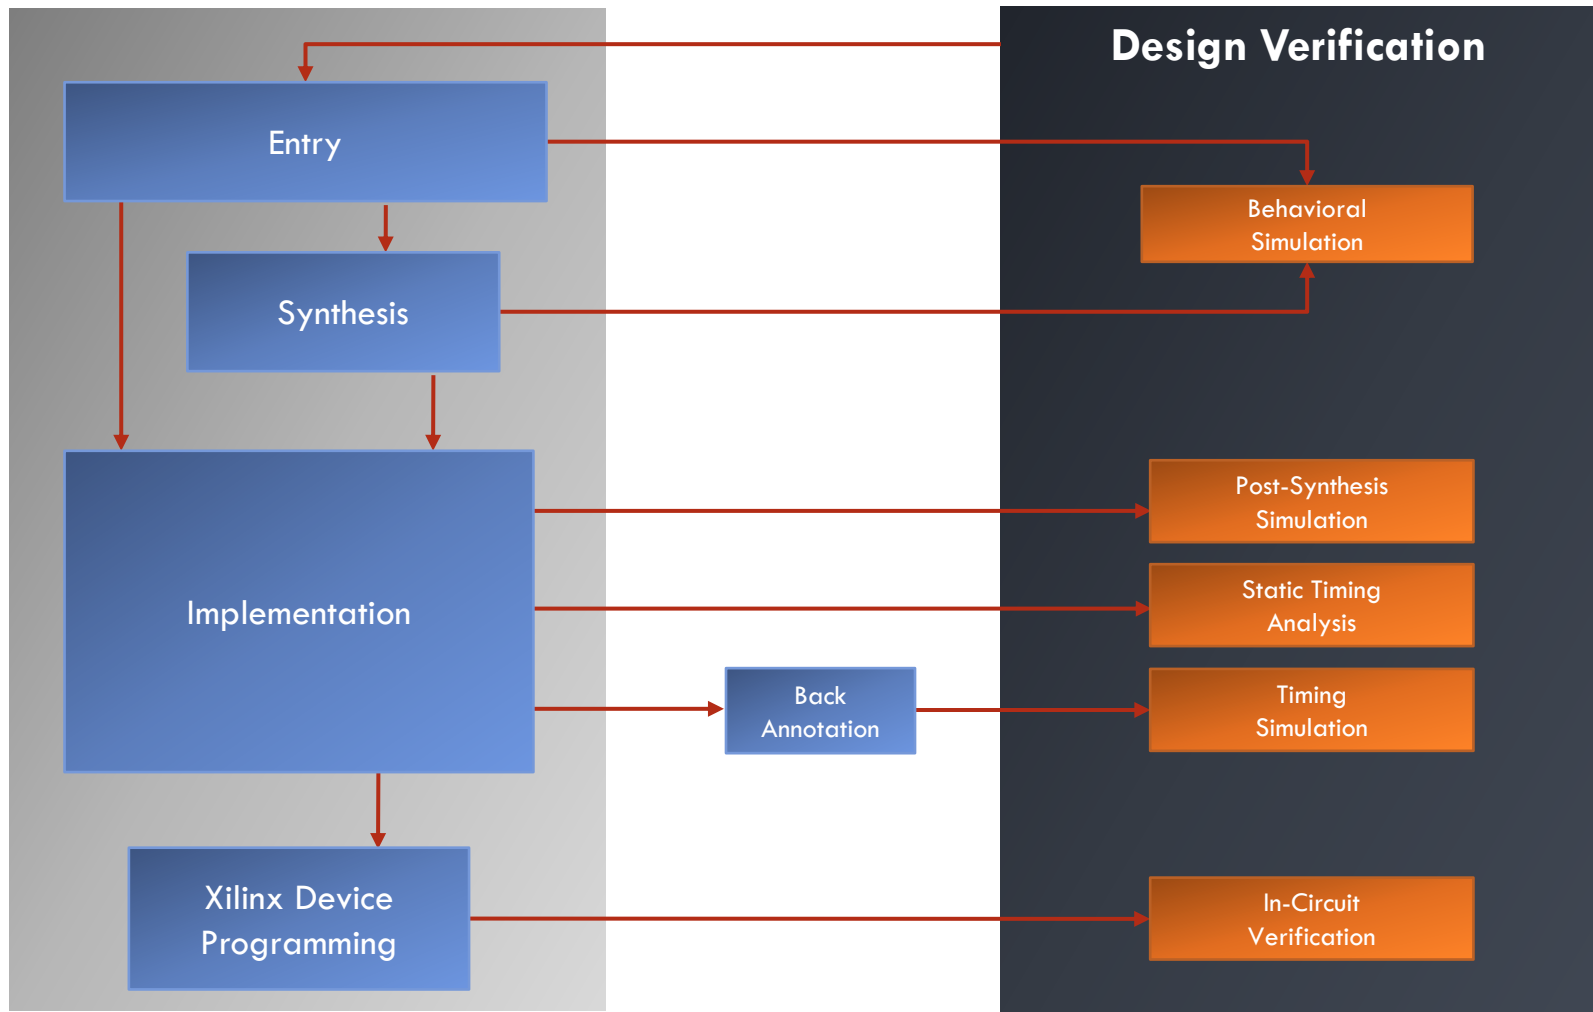 Design Verification
Entry
Behavioral
Simulation
Synthesis
Post-Synthesis
Simulation
Static Timing
Analysis
Implementation
Back
Annotation
Timing
Simulation
Xilinx Device
Programming
In-Circuit
Verification